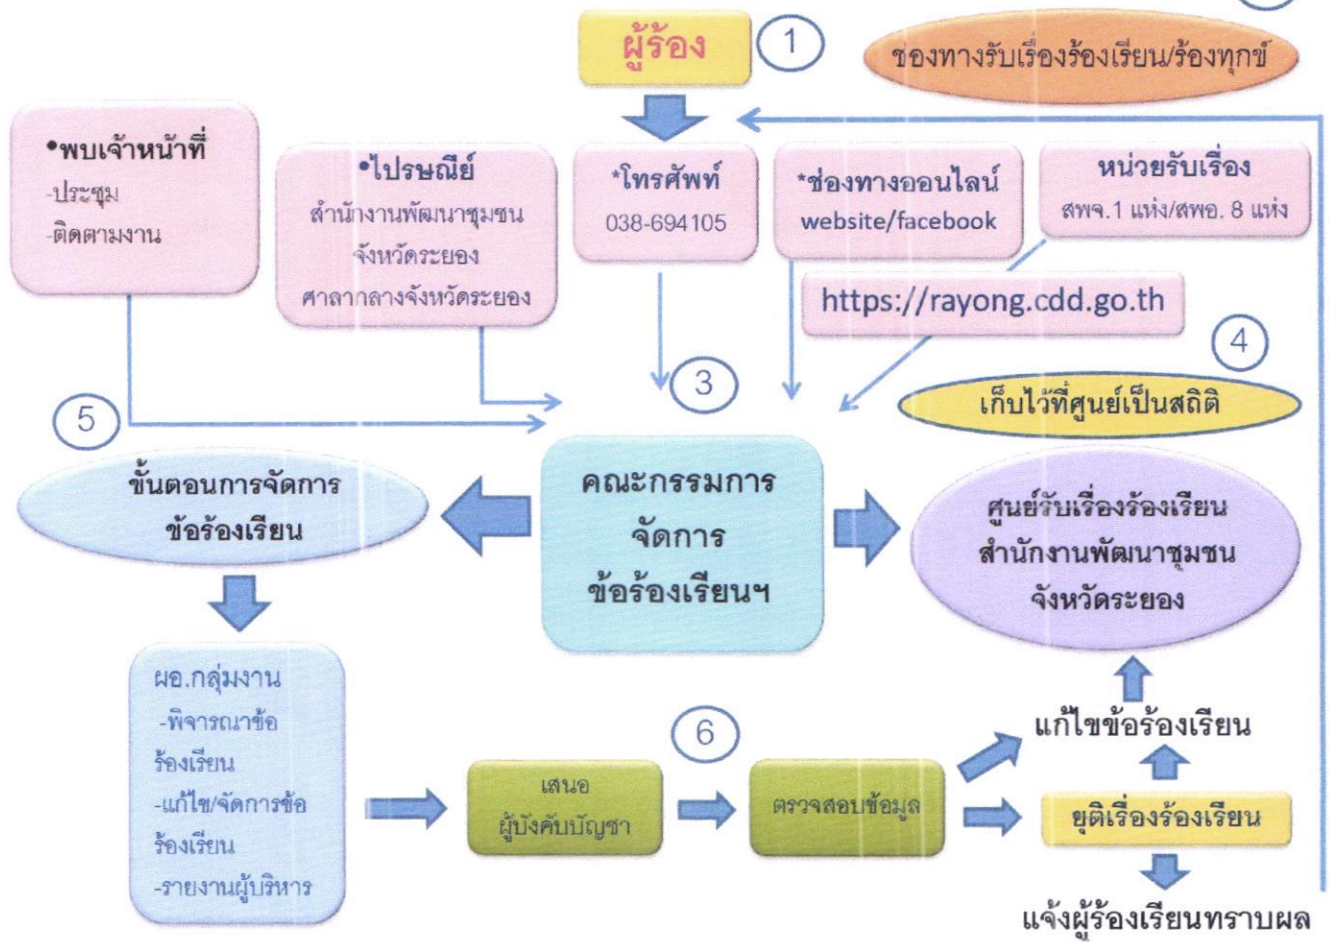 ผู้ร้อง
1
ช่องทางรับเรื่องร้องเรียน/ร้องทุกข์
•พบเจ้าหน้าที่
-ประชุม
-ติดตามงาน
•ไปรษณีย์
สำนักงานพัฒนาชุมชน
จังหวัดระยอง
ศาลากลางจังหวัดระยอง
*โทรศัพท์
038-694105
*ช่องทางออนไลน์
website/facebook
หน่วยรับเรื่อง
สพจ.1 แห่ง/สพอ. 8 แห่ง
https://rayong.cdd.go.th
3
4
เก็บไว้ที่ศูนย์เป็นสถิติ
5
ขั้นตอนการจัดการ
ข้อร้องเรียน
คณะกรรมการ
จัดการ
ข้อร้องเรียนฯ
ศูนย์รับเรื่องร้องเรียน
สำนักงานพัฒนาชุมชน
จังหวัดระยอง
ผอ.กลุ่มงาน
-พิจารณาข้อ
ร้องเรียน
-แก้ไข/จัดการข้อ
ร้องเรียน
-รายงานผู้บริหาร
6
เสนอ
ผู้บังคับบัญชา
ตรวจสอบข้อมูล
แก้ไขข้อร้องเรียน
ยุติเรื่องร้องเรียน
แจ้งผู้ร้องเรียนทราบผล